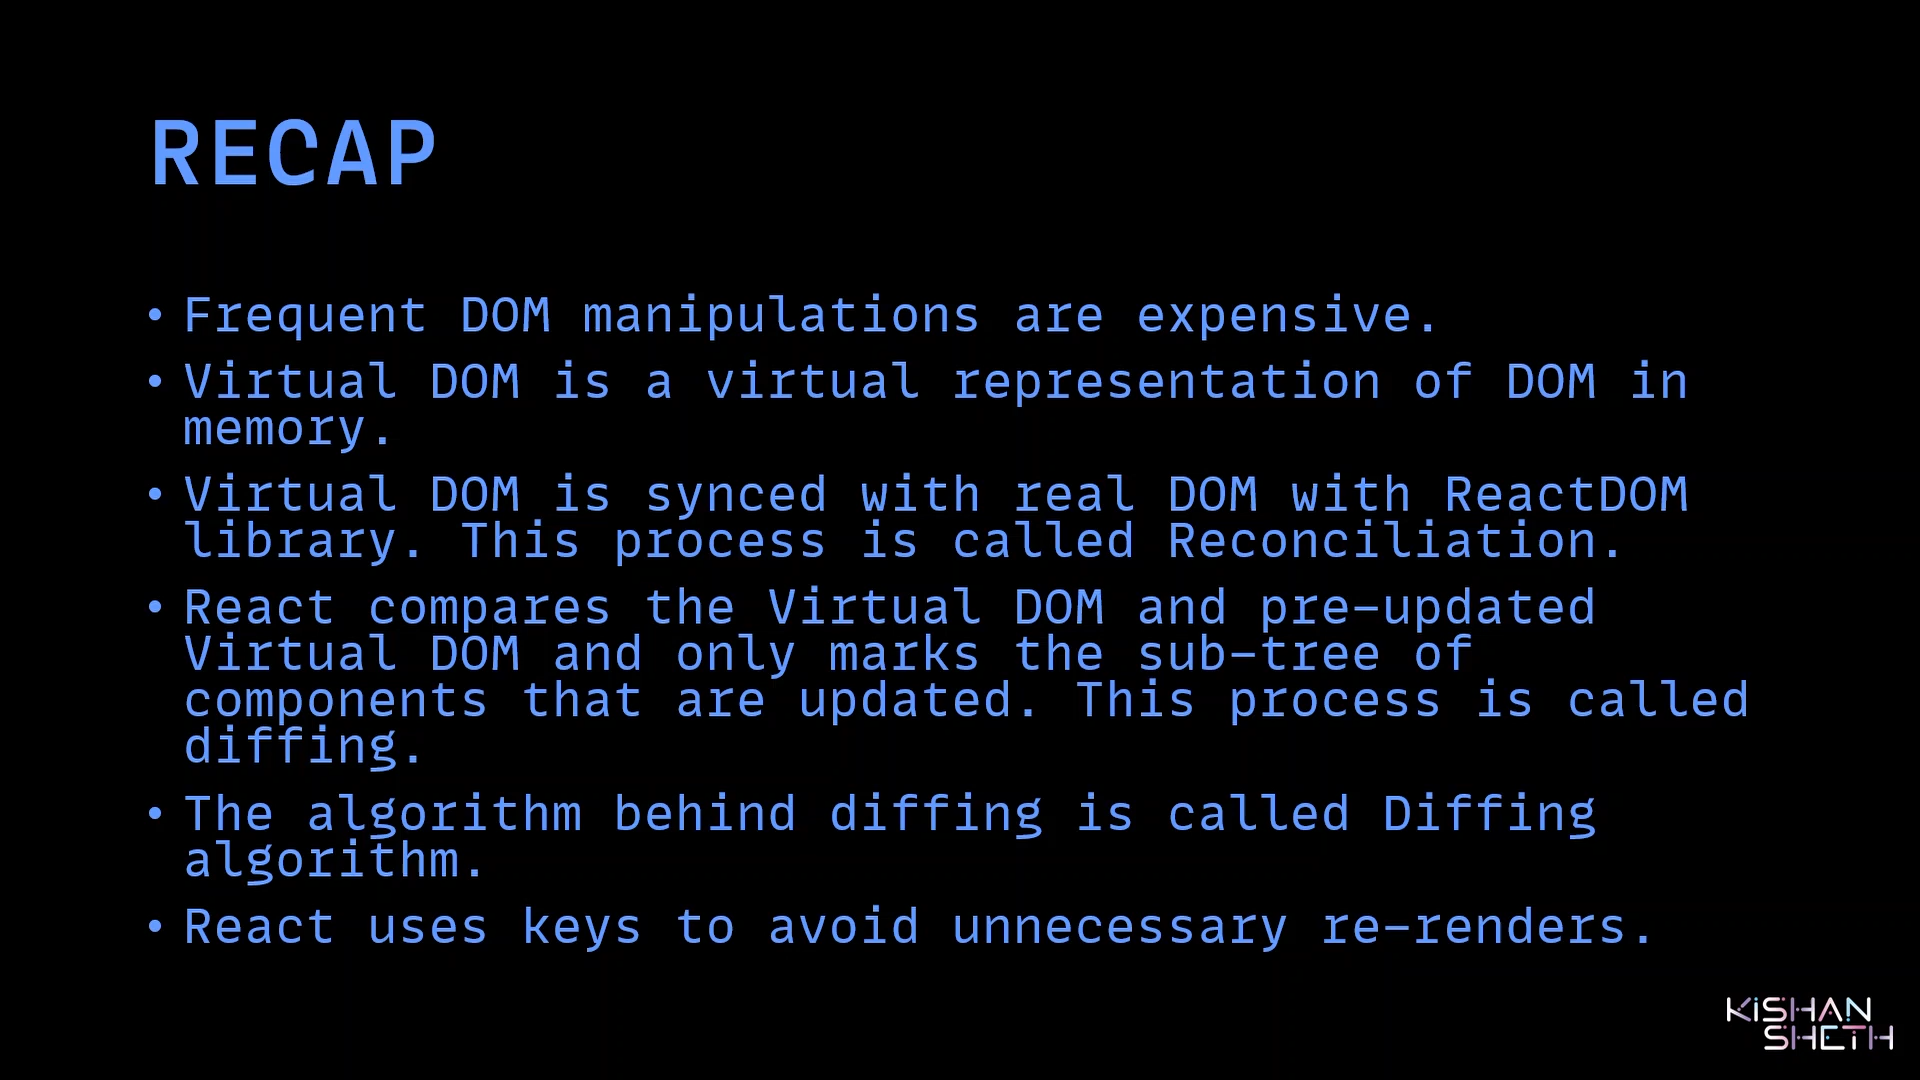 RECAP
• Frequent DOM manipulations are expensive.
• Virtual DOM is a virtual representation of DOM in
memory.
• Virtual DOM is synced with real DOM with ReactDOM
library. This process is called Reconciliation.
• React compares the Virtual DOM and pre-updated
Virtual DOM and only marks the sub-tree of
components that are updated. This process is called
diffing.
• The algorithm behind diffing is called Diffing
algorithm.
• React uses keys to avoid unnecessary re-renders.
KiSHAN
SHETH